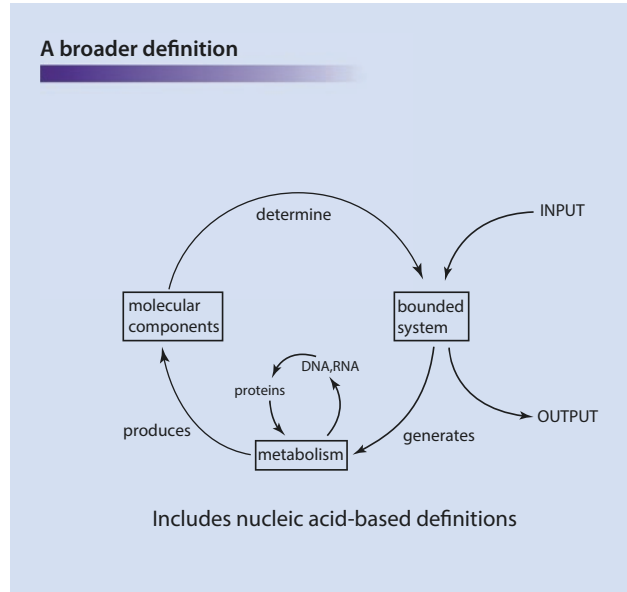 A broader definition
determine
INPUT
molecular
components
bounded
system
DNA,RNA
proteins
produces
generates
OUTPUT
metabolism
Includes nucleic acid-based definitions